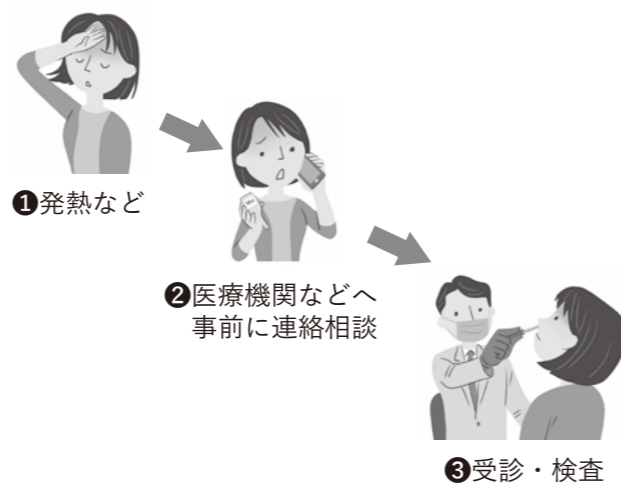 ❶発熱など
❷医療機関などへ
事前に連絡相談
❸受診・検査